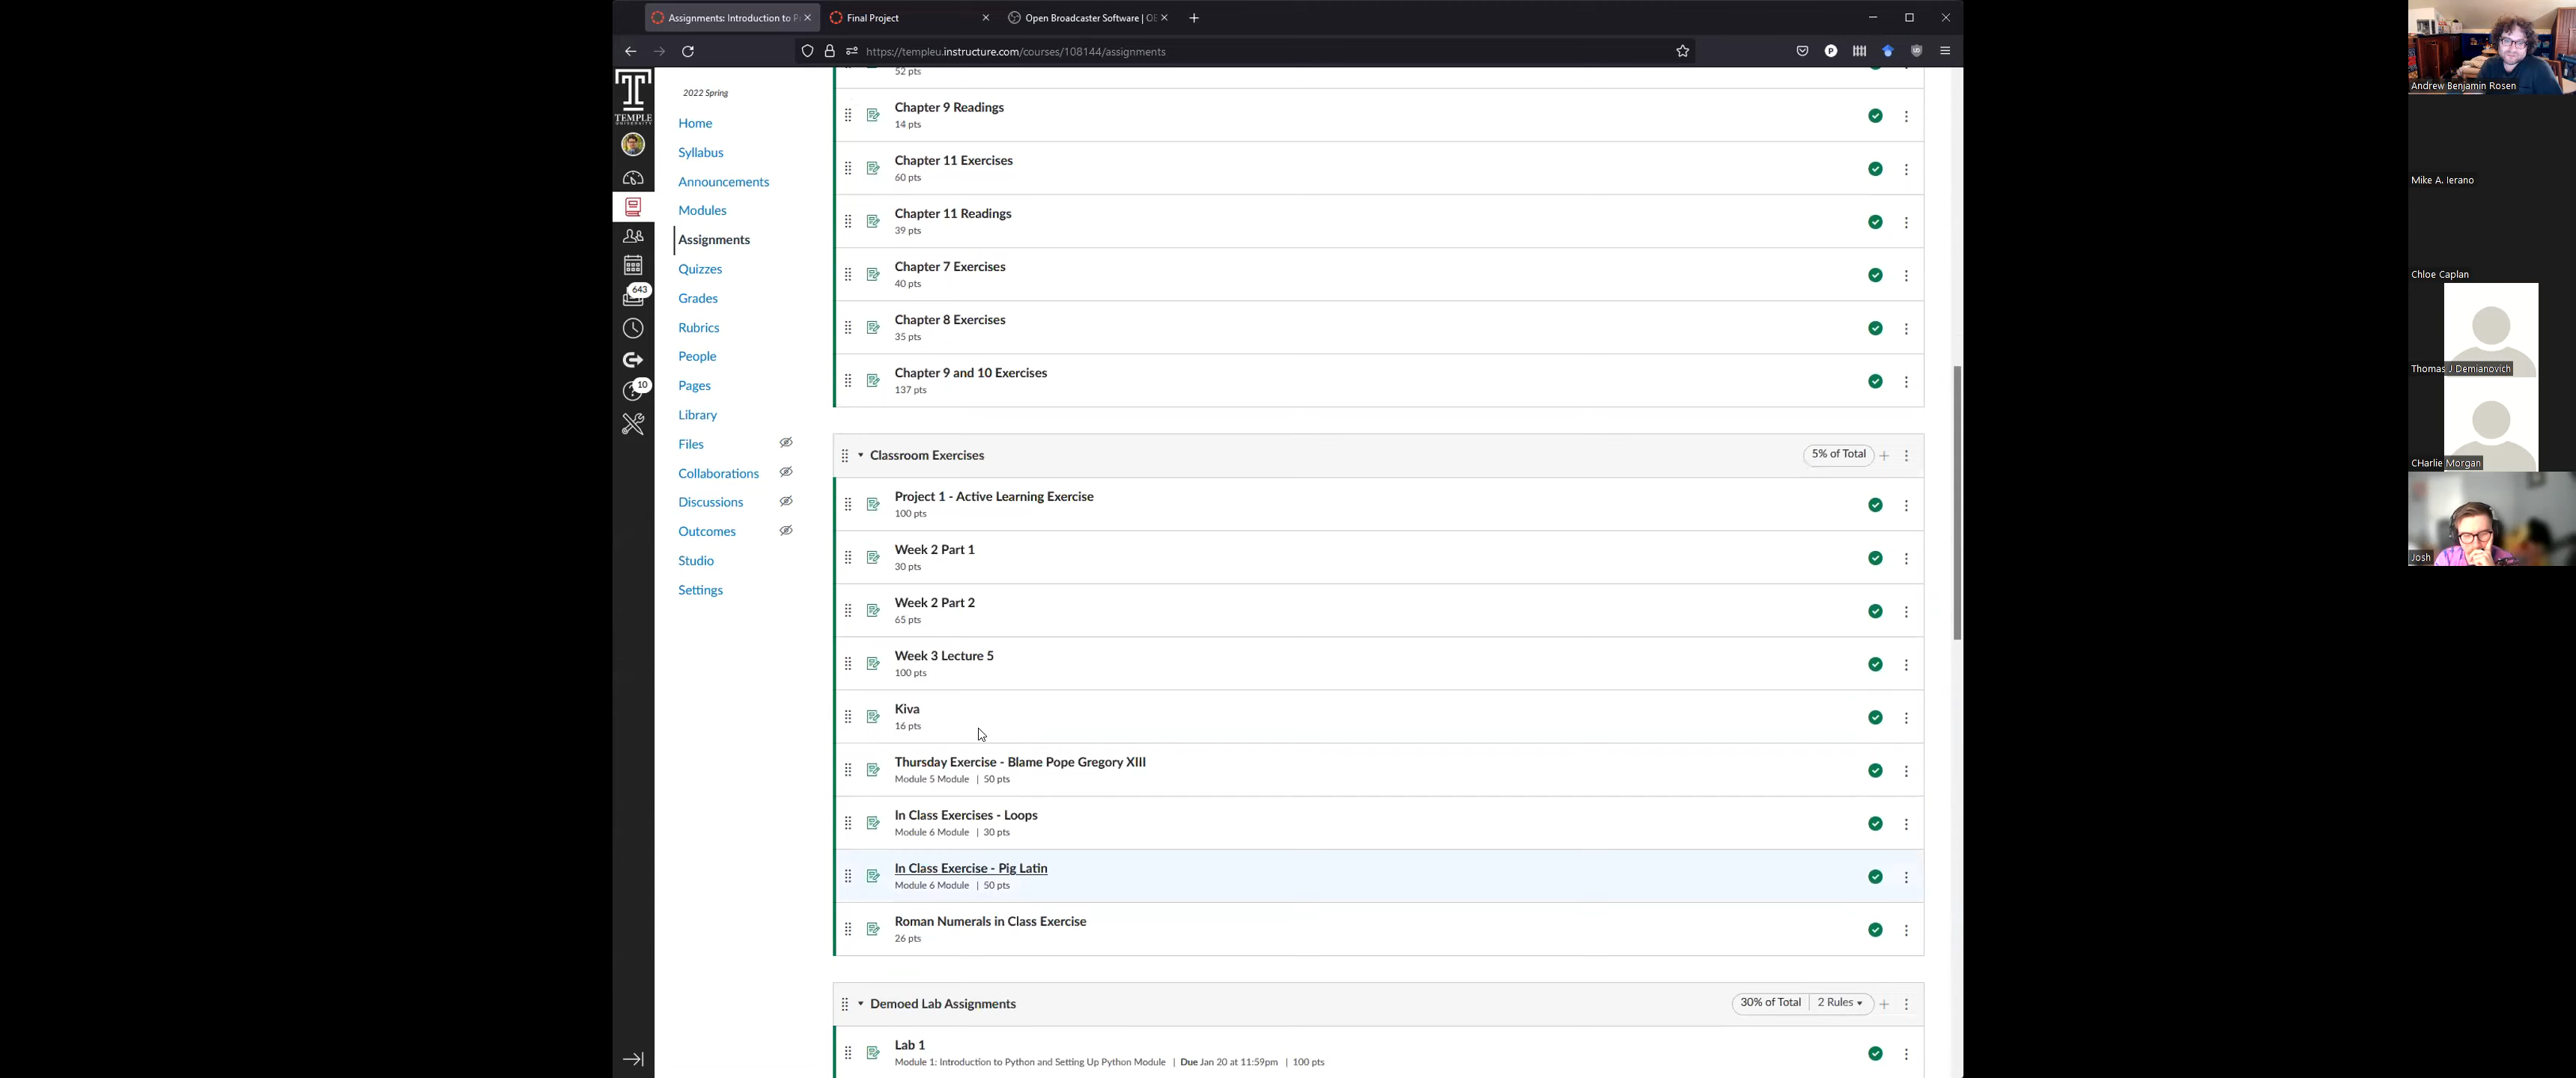 Assignments: Introduction to P
Final Project
Open Broadcaster Software | OE
https://templeu.instructure.com/courses/108144/assignments
TEMPLE
UNIVERSITY
643
10
2022 Spring
Home
Syllabus
Announcements
Modules
Assignments
Quizzes
Grades
Rubrics
People
Pages
Library
Files
Collaborations
Discussions
Outcomes
Studio
Settings
52 pts
Chapter 9 Readings
14 pts
Chapter 11 Exercises
60 pts
Chapter 11 Readings
39 pts
Chapter 7 Exercises
40 pts
Chapter 8 Exercises
35 pts
Chapter 9 and 10 Exercises
137 pts
Classroom Exercises
5% of Total
Project 1 - Active Learning Exercise
100 pts
Week 2 Part 1
30 pts
Week 2 Part 2
65 pts
Week 3 Lecture 5
100 pts
Kiva
16 pts
Thursday Exercise - Blame Pope Gregory XIII
Module 5 Module | 50 pts
In Class Exercises - Loops
Module 6 Module | 30 pts
In Class Exercise - Pig Latin
Module 6 Module | 50 pts
Roman Numerals in Class Exercise
26 pts
Demoed Lab Assignments
30% of Total | 2 Rules
Lab 1
Module 1: Introduction to Python and Setting Up Python Module | Due Jan 20 at 11:59pm | 100 pts
Andrew Benjamin Rosen
Mike A. Ierano
Chloe Caplan
Thomas J Demianovich
CHarlie Morgan
Josh